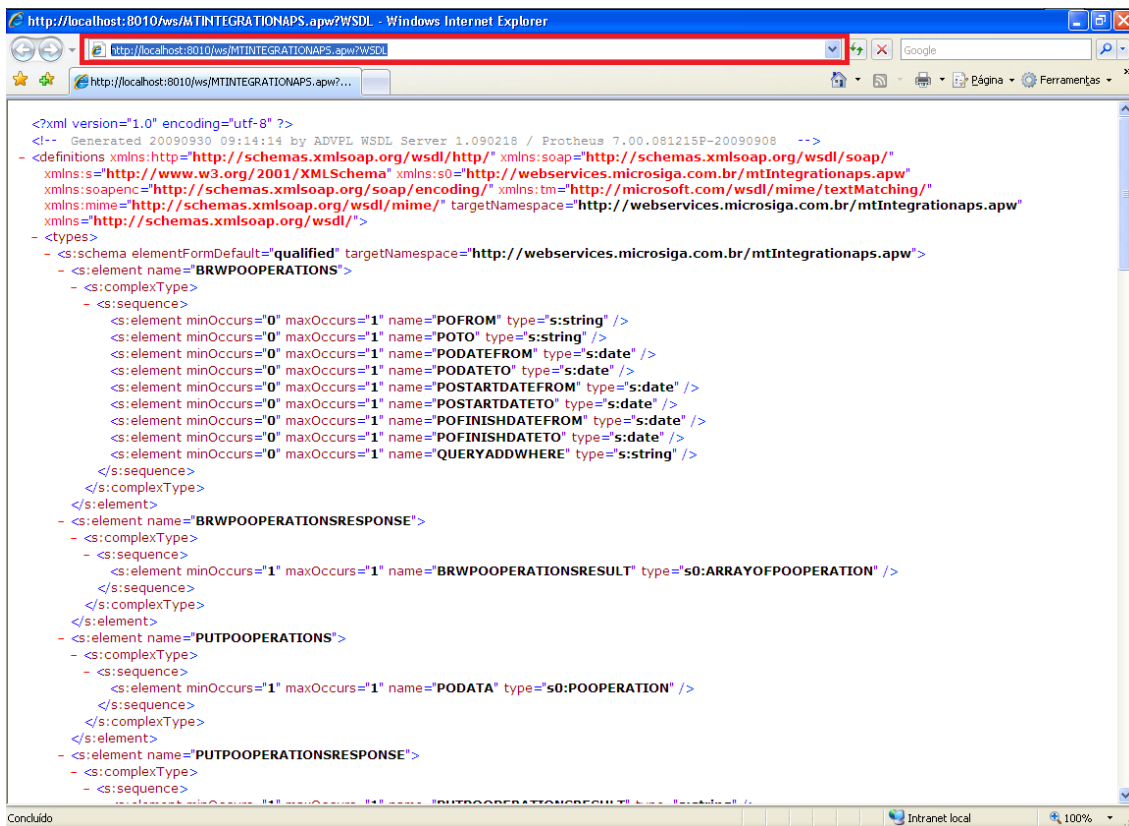 http://localhost:8010/ws/MTINTEGRATIONAPS.apw?WSDL - Windows Internet Explorer
http://localhost:8010/ws/MTINTEGRATIONAPS.apw?WSDL
Google
http://localhost:8010/ws/MTINTEGRATIONAPS.apw?...
Página
Ferramentas
<?xml version="1.0" encoding="utf-8" ?>
<!-- Generated 20090930 09:14:14 by ADVPL WSDL Server 1.090218 / Protheus 7.00.081215P-20090908 -->
- <definitions xmlns:http="http://schemas.xmlsoap.org/wsdl/http/" xmlns:soap="http://schemas.xmlsoap.org/wsdl/soap/"
xmlns:s="http://www.w3.org/2001/XMLSchema" xmlns:s0="http://webservices.microsiga.com.br/mtintegrationaps.apw"
xmlns:soapenc="http://schemas.xmlsoap.org/soap/encoding/" xmlns:tm="http://microsoft.com/wsdl/mime/textMatching/"
xmlns:mime="http://schemas.xmlsoap.org/wsdl/mime/" targetNamespace="http://webservices.microsiga.com.br/mtIntegrationaps.apw"
xmlns="http://schemas.xmlsoap.org/wsdl/">
- <types>
- <s:schema elementFormDefault="qualified" targetNamespace="http://webservices.microsiga.com.br/mtIntegrationaps.apw">
- <s:element name="BRWPOOPERATIONS">
- <s:complexType>
- <s:sequence>
<s:element minOccurs="0" maxOccurs="1" name="POFROM" type="s:string" />
<s:element minOccurs="0" maxOccurs="1" name="POTO" type="s:string" />
<s:element minOccurs="0" maxOccurs="1" name="PODATEFROM" type="s:date" />
<s:element minOccurs="0" maxOccurs="1" name="PODATETO" type="s:date" />
<s:element minOccurs="0" maxOccurs="1" name="POSTARTDATEFROM" type="s:date" />
<s:element minOccurs="0" maxOccurs="1" name="POSTARTDATETO" type="s:date" />
<s:element minOccurs="0" maxOccurs="1" name="POFINISHDATEFROM" type="s:date" />
<s:element minOccurs="0" maxOccurs="1" name="POFINISHDATETO" type="s:date" />
<s:element minOccurs="0" maxOccurs="1" name="QUERYADDWHERE" type="s:string" />
</s:sequence>
</s:complexType>
</s:element>
- <s:element name="BRWPOOPERATIONSRESPONSE">
- <s:complexType>
- <s:sequence>
<s:element minOccurs="1" maxOccurs="1" name="BRWPOOPERATIONSRESULT" type="s0:ARRAYOFPOOPERATION" />
</s:sequence>
</s:complexType>
</s:element>
- <s:element name="PUTPOOPERATIONS">
- <s:complexType>
- <s:sequence>
<s:element minOccurs="1" maxOccurs="1" name="PODATA" type="s0:POOPERATION" />
</s:sequence>
</s:complexType>
</s:element>
- <s:element name="PUTPOOPERATIONSRESPONSE">
- <s:complexType>
- <s:sequence>
Concluído
Intranet local
100%